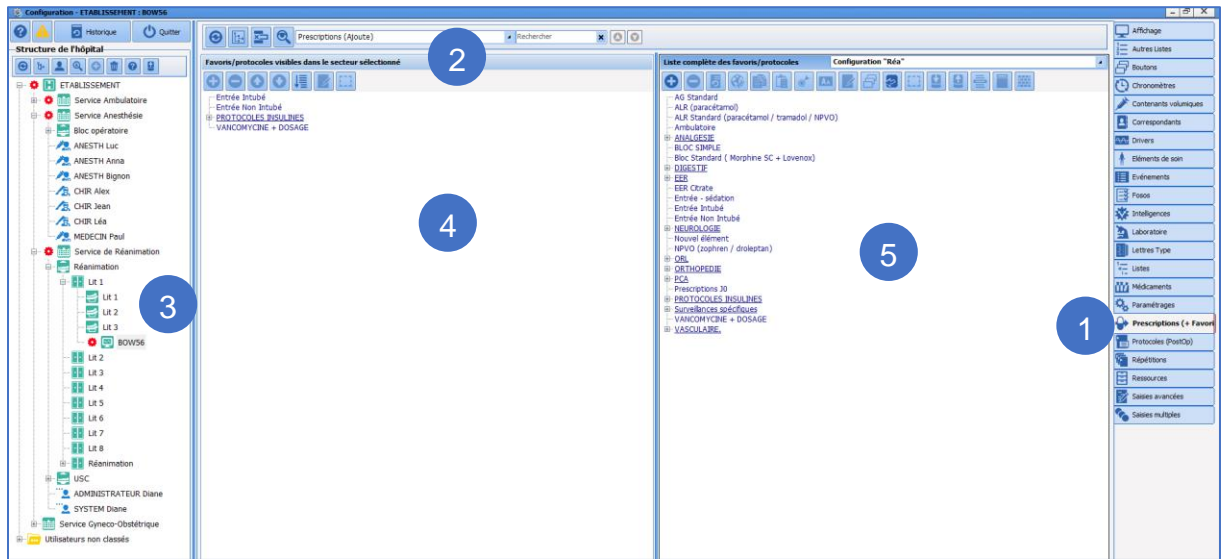 Configuration - ETABLISSEMENT : BOW56
Historique
Quitter
Structure de l'hôpital
ETABLISSEMENT
Service Ambulatoire
Service Anesthésie
Bloc opératoire
ANESTH Luc
ANESTH Anna
ANESTH Bignon
CHIR Alex
CHIR Jean
CHIR Léa
MEDECIN Paul
Service de Réanimation
Réanimation
Lit 1
Lit 1
Lit 2
Lit 3
BOW56
Lit 2
Lit 3
Lit 4
Lit 5
Lit 6
Lit 7
Lit 8
Réanimation
USC
ADMINISTRATEUR Diane
SYSTEM Diane
Service Gyneco-Obstétrique
Utilisateurs non classés
3
Prescriptions (Ajoute)
Rechercher
2
Favoris/protocoles visibles dans le secteur sélectionné
Entrée Intubé
Entrée Non Intubé
PROTOCOLES INSULINES
VANCOMYCINE + DOSAGE
4
Liste complète des favoris/protocoles
Configuration "Réa"
AG Standard
ALR (paracétamol)
ALR Standard (paracétamol / tramadol / NPVO)
Ambulatoire
ANALGESIE
BLOC SIMPLE
Bloc Standard ( Morphine SC + Lovenox)
DIGESTIF
EER
EER Citrate
Entrée - sédation
Entrée Intubé
Entrée Non Intubé
NEUROLOGIE
Nouvel élément
NPVO (zophren / droleptan)
ORL
ORTHOPEDIE
PCA
Prescriptions J0
PROTOCOLES INSULINES
Surveillances spécifiques
VANCOMYCINE + DOSAGE
VASCULAIRE.
5
Affichage
Autres Listes
Boutons
Chronomètres
Contenants volumiques
Correspondants
Drivers
Eléments de soin
Evénements
Fosos
Intelligences
Laboratoire
Lettres Type
Listes
Médicaments
Paramétrages
1
Prescriptions (+ Favori
Protocoles (PostOp)
Répétitions
Ressources
Saisies avancées
Saisies multiples